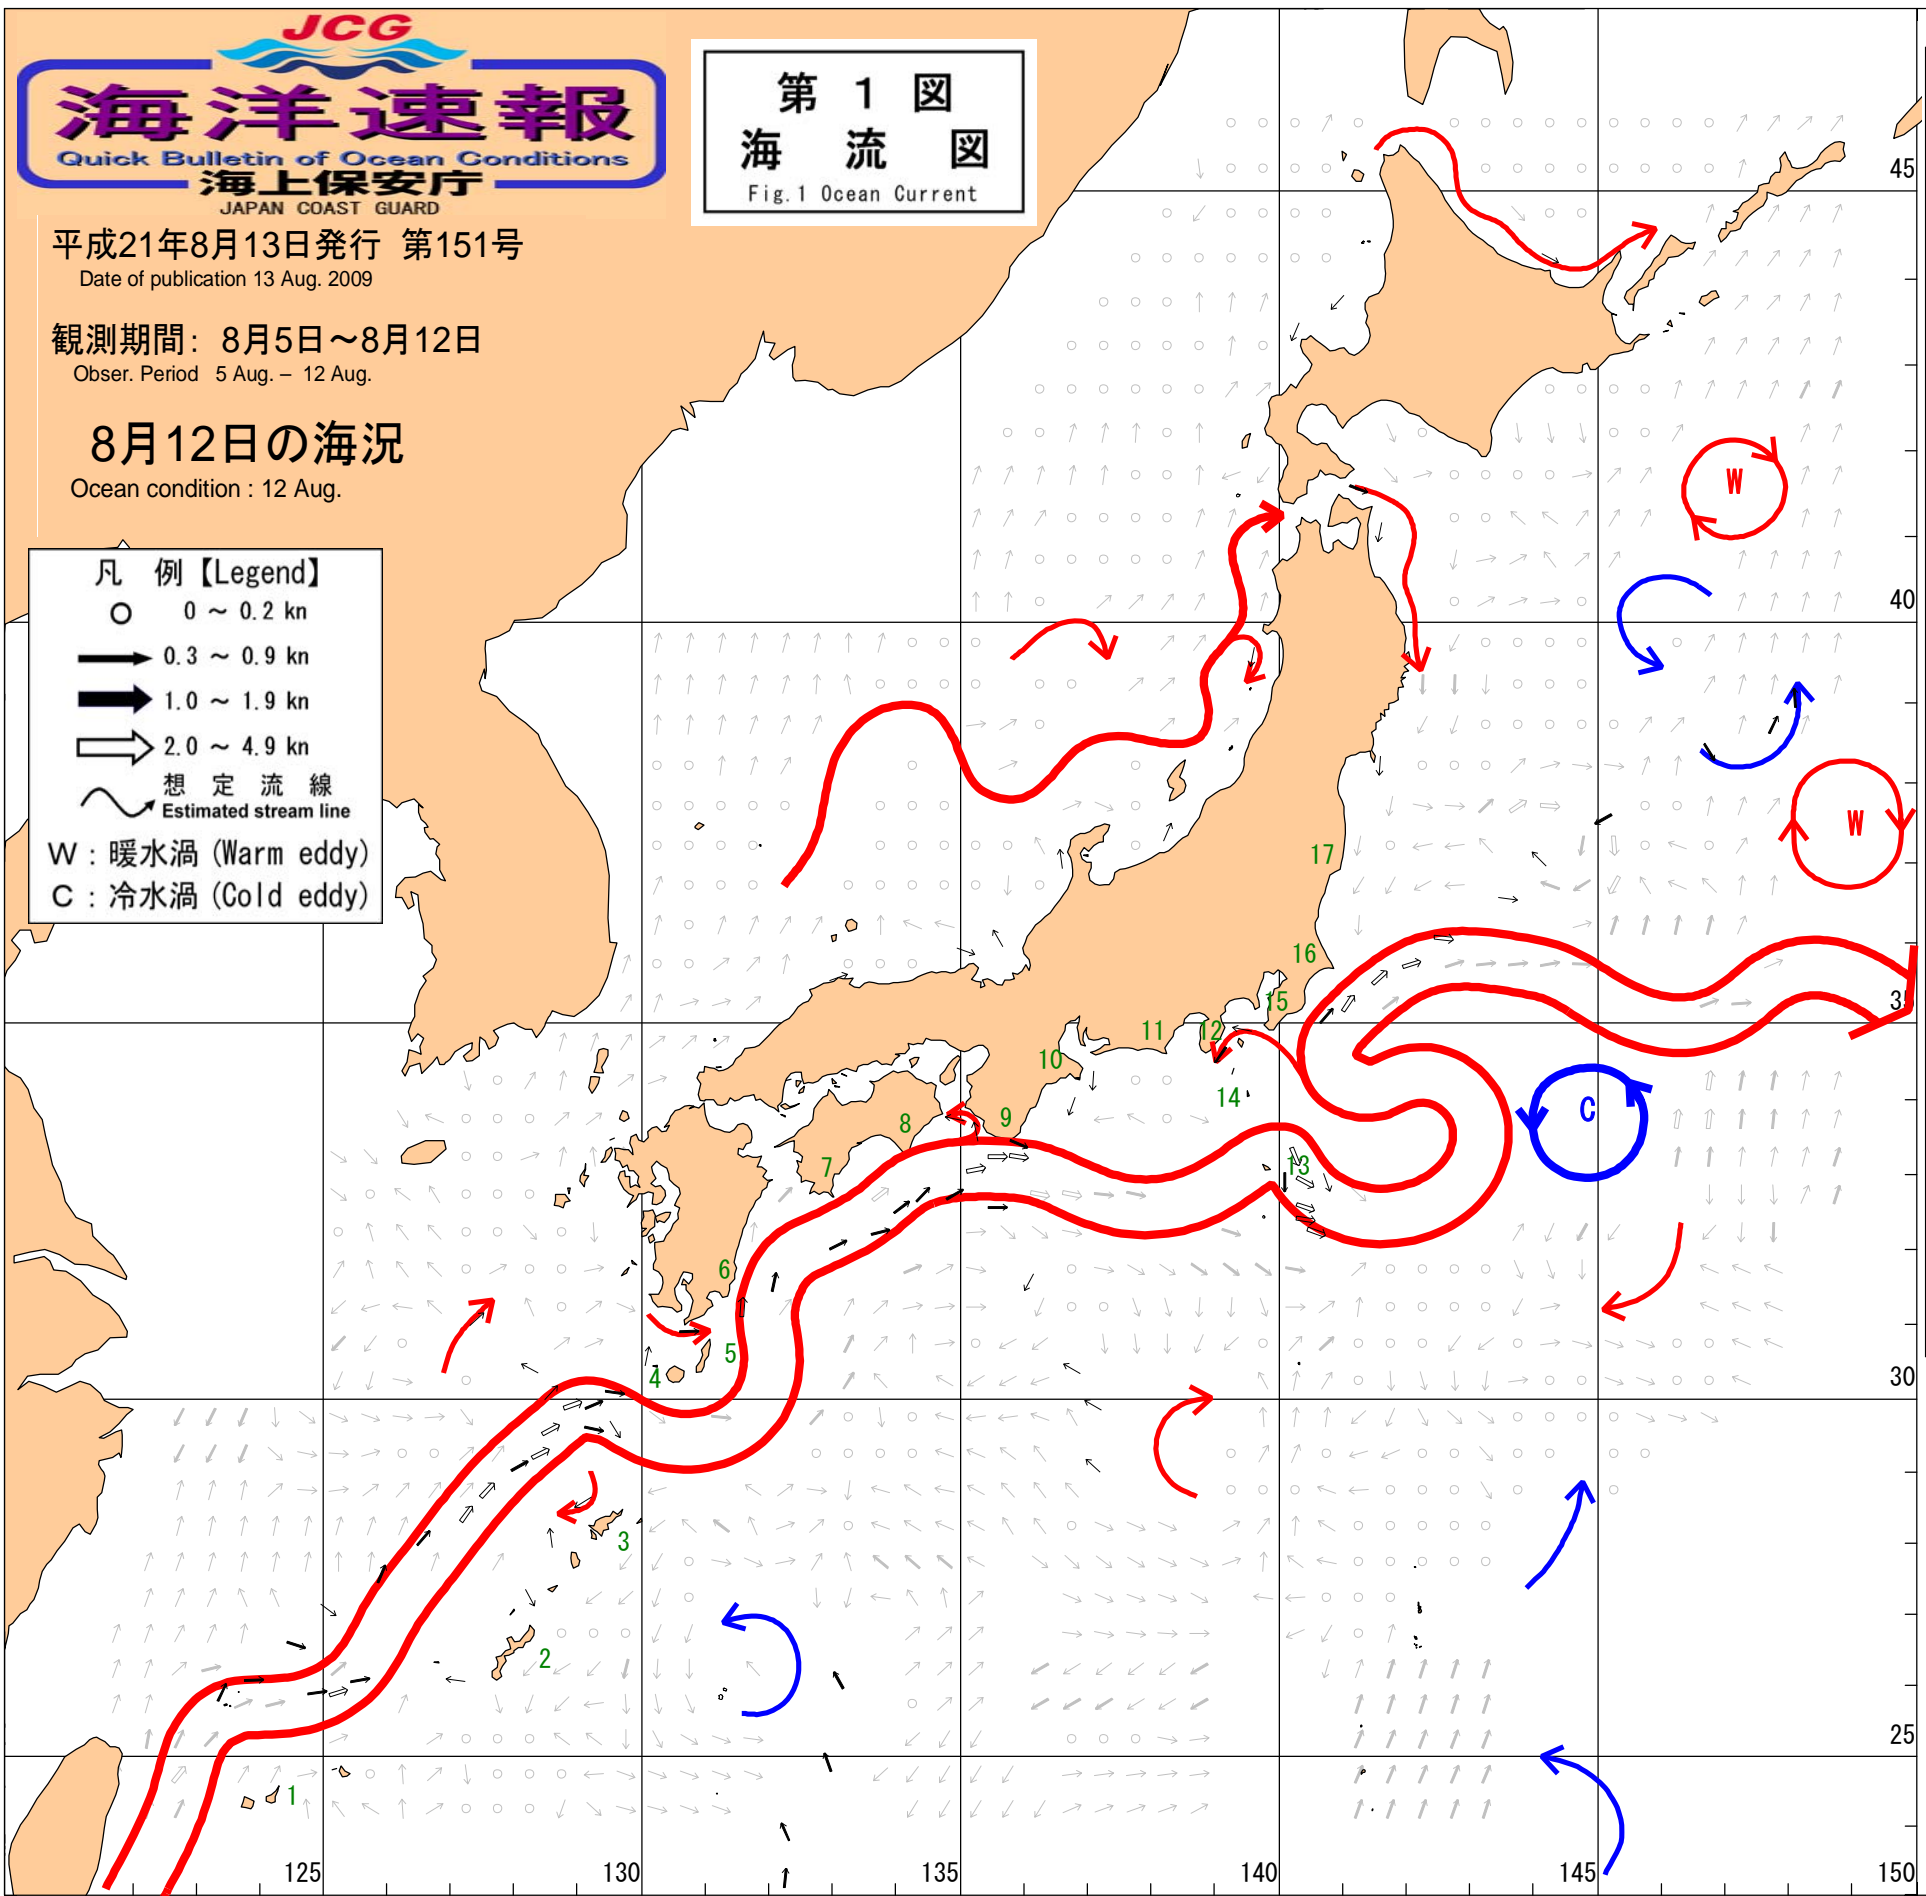 JCG
海洋速報
Quick Bulletin of Ocean Conditions
海上保安庁
JAPAN COAST GUARD
第 1 図
海 流 図
Fig.1 Ocean Current
平成21年8月13日発行 第151号
Date of publication 13 Aug. 2009
観測期間: 8月5日～8月12日
Obser. Period 5 Aug. – 12 Aug.
8月12日の海況
Ocean condition : 12 Aug.
凡 例【Legend】
0 ～ 0.2 kn
0.3 ～ 0.9 kn
1.0 ～ 1.9 kn
2.0 ～ 4.9 kn
想 定 流 線
Estimated stream line
W : 暖水渦 (Warm eddy)
C : 冷水渦 (Cold eddy)
45
W
40
W
17
16
35
15
12
11
10
14
C
9
8
13
7
6
5
4
30
3
2
25
1
125
130
135
140
145
150